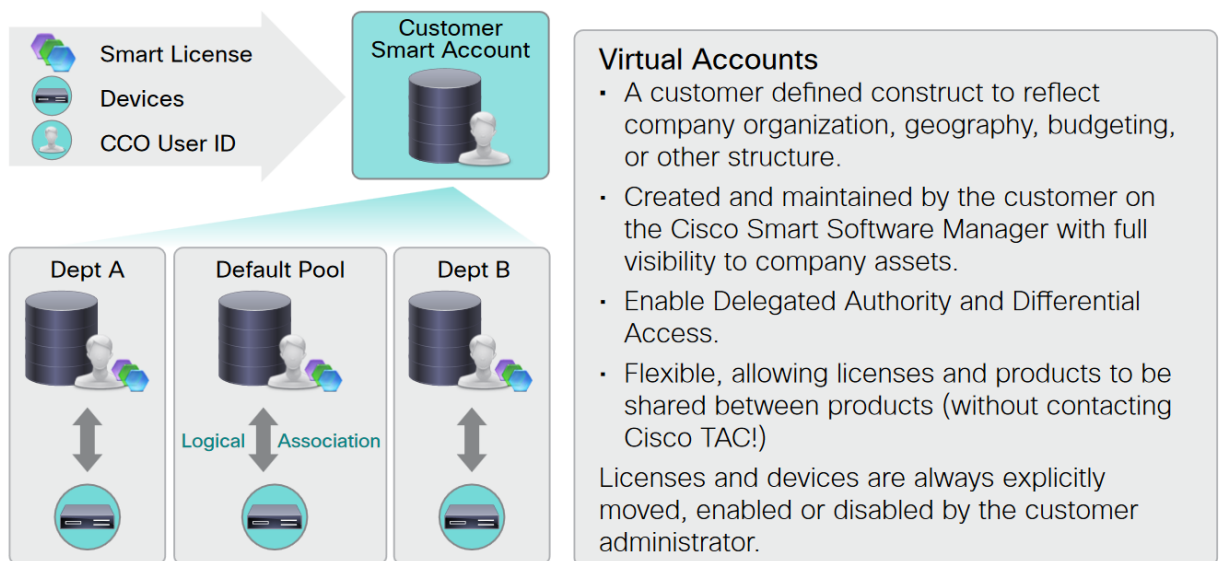 Smart License
Devices
CCO User ID
Customer
Smart Account
Dept A
Default Pool
Dept B
Logical Association
Virtual Accounts
▪ A customer defined construct to reflect
company organization, geography, budgeting,
or other structure.
▪ Created and maintained by the customer on
the Cisco Smart Software Manager with full
visibility to company assets.
▪ Enable Delegated Authority and Differential
Access.
▪ Flexible, allowing licenses and products to be
shared between products (without contacting
Cisco TAC!)
Licenses and devices are always explicitly
moved, enabled or disabled by the customer
administrator.